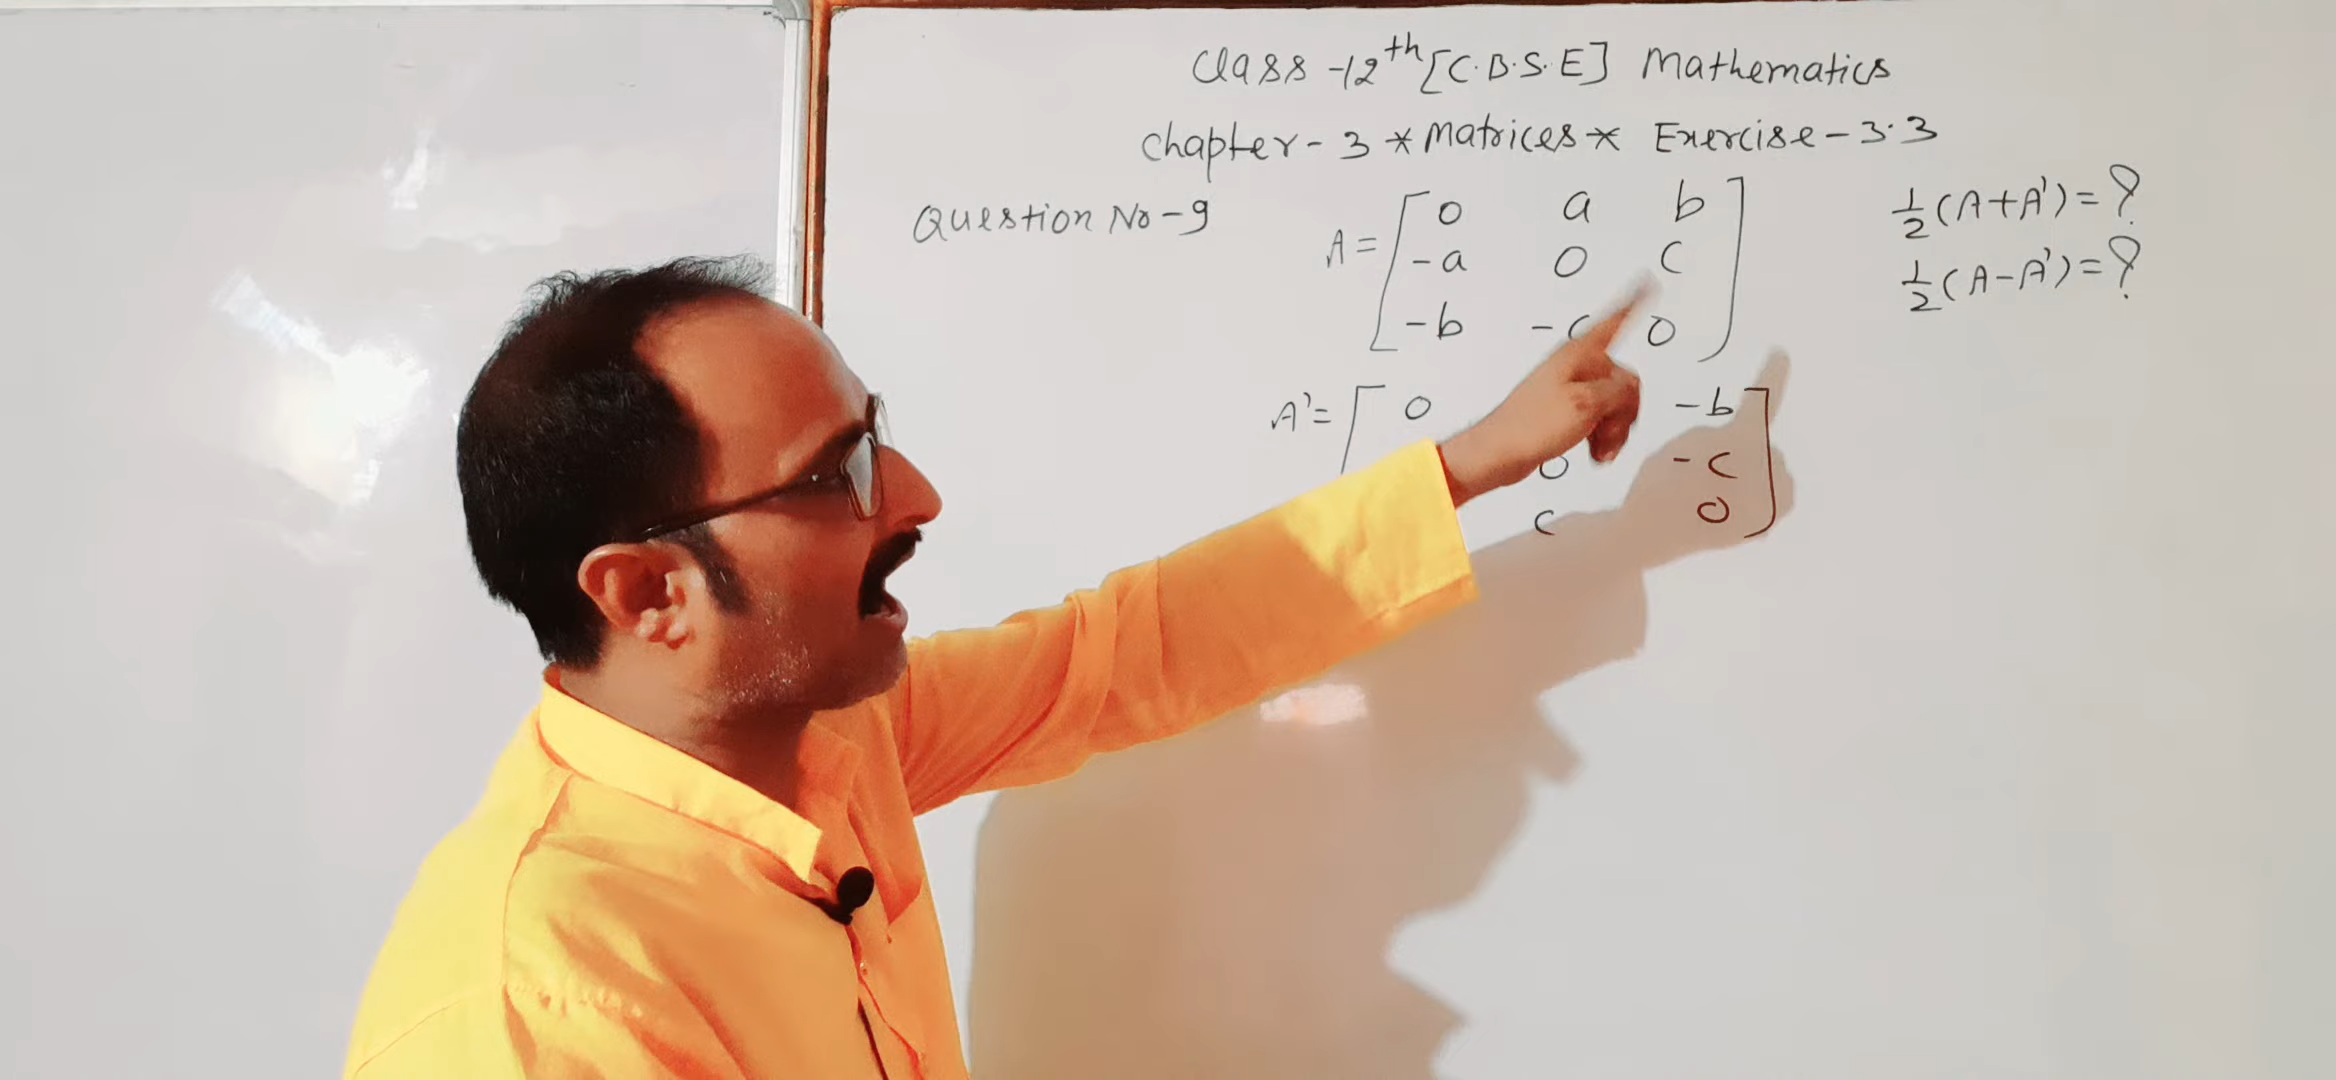 Class -12th [C.B.S.E] Mathematics
Chapter - 3 * Matrices * Exercise - 3.3
Question No - 9
A = [ 0 a b ]
-a 0 c
-b -c 0
½(A+A') = ?
½(A-A') = ?
A' = [ 0 -b ]
0 -c
c 0